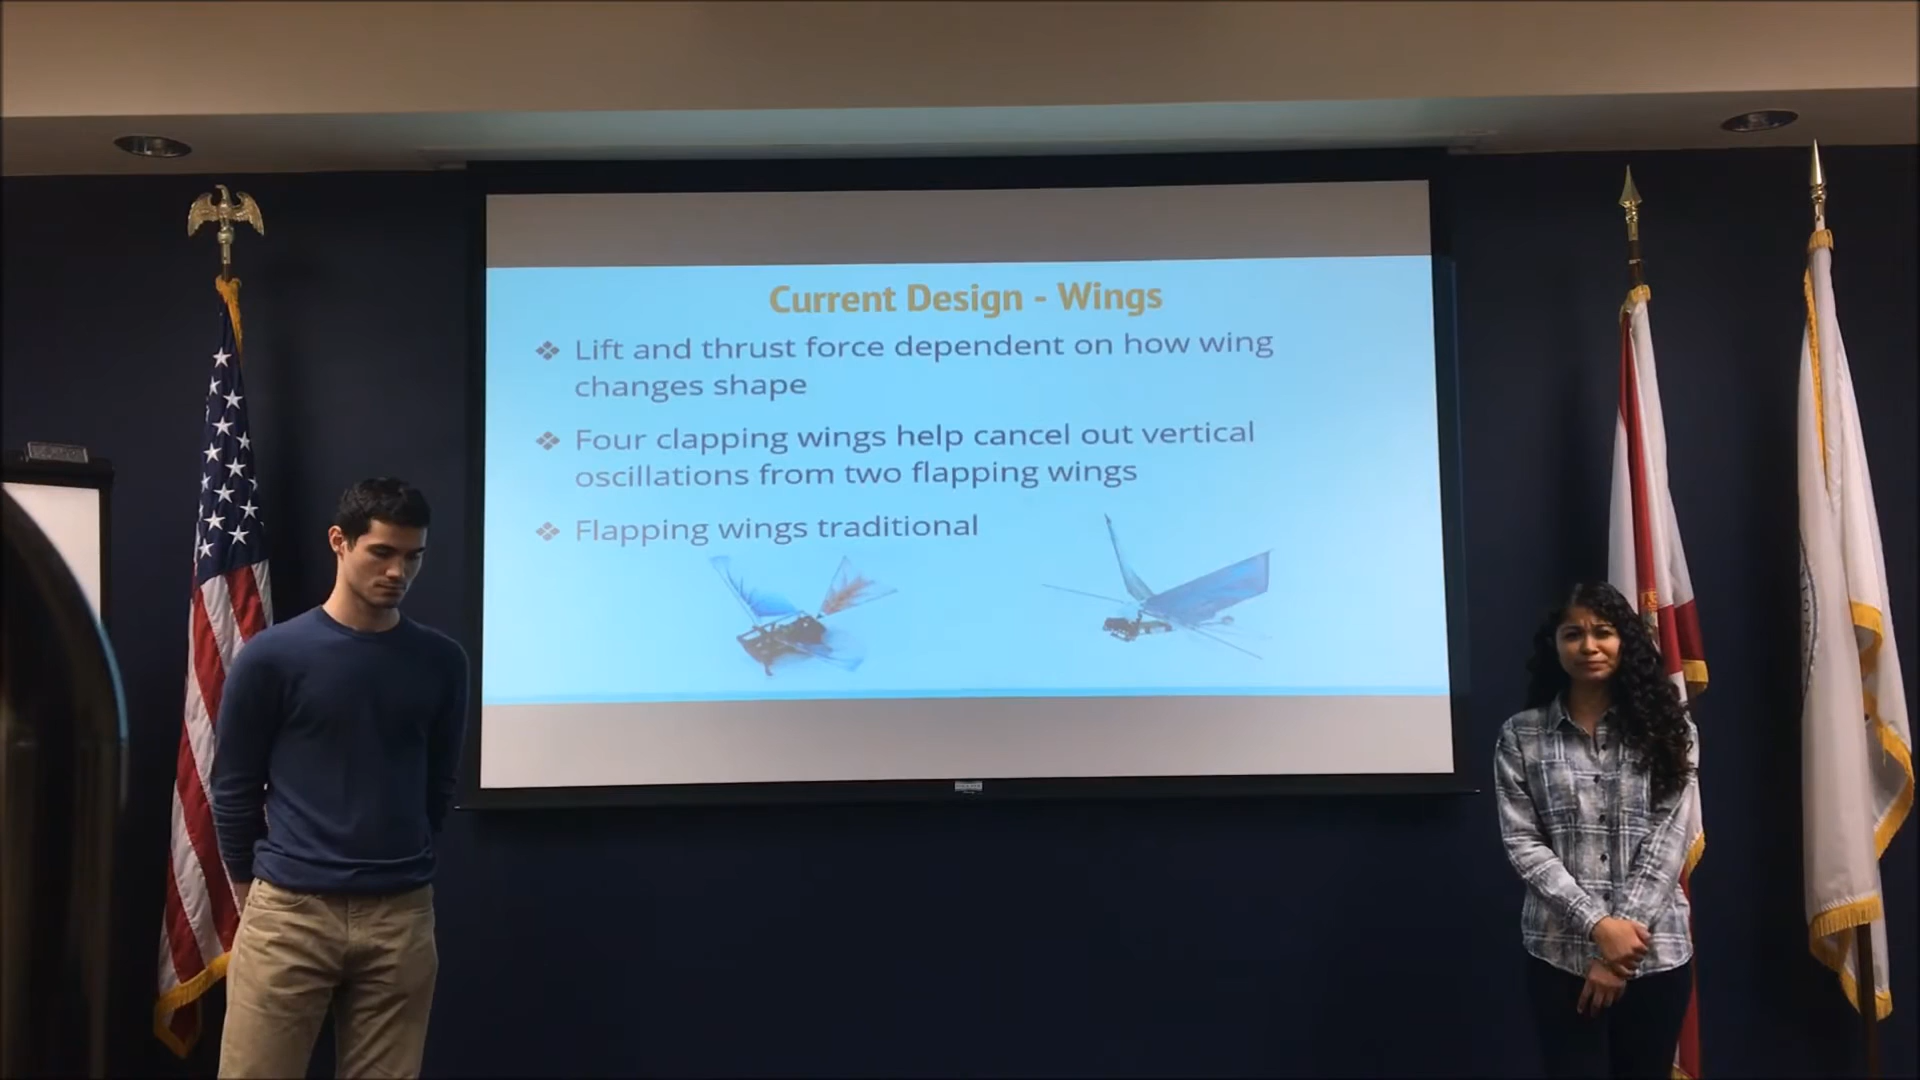 Current Design - Wings
❖ Lift and thrust force dependent on how wing
changes shape
❖ Four clapping wings help cancel out vertical
oscillations from two flapping wings
❖ Flapping wings traditional